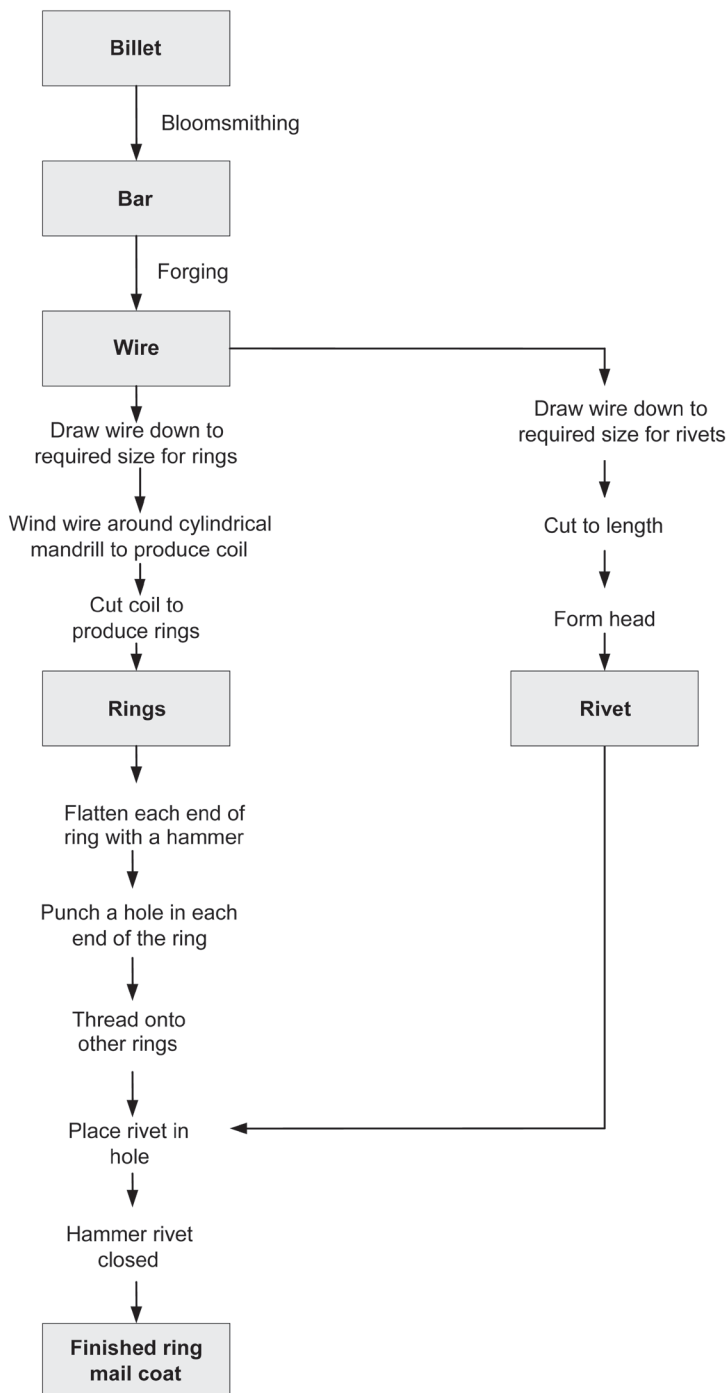 Billet
Bloomsmithing
Bar
Forging
Wire
Draw wire down to
required size for rings
Wind wire around cylindrical
mandrill to produce coil
Cut coil to
produce rings
Rings
Flatten each end of
ring with a hammer
Punch a hole in each
end of the ring
Thread onto
other rings
Draw wire down to
required size for rivets
Cut to length
Form head
Rivet
Place rivet in
hole
Hammer rivet
closed
Finished ring
mail coat